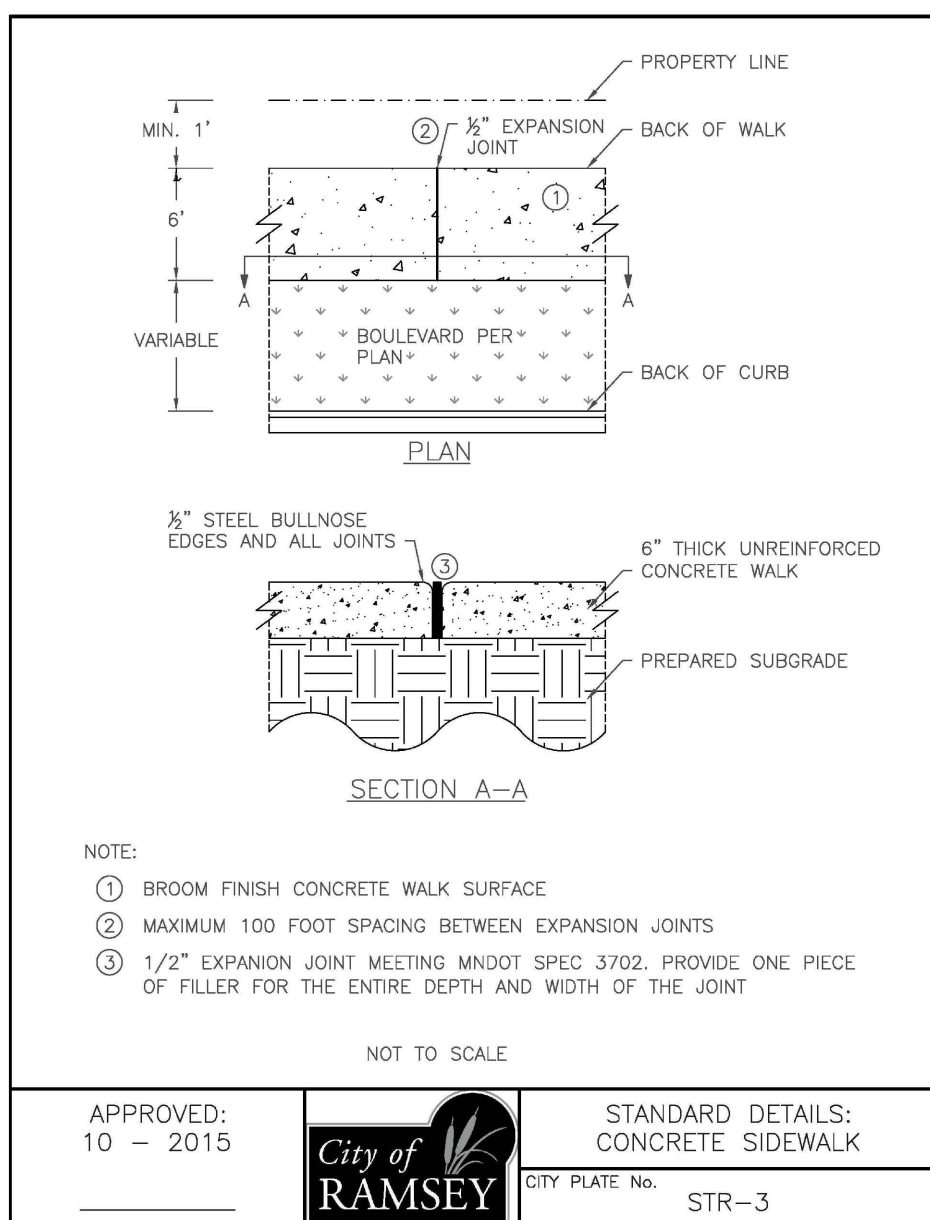 PROPERTY LINE
MIN. 1'
② ½" EXPANSION
JOINT
BACK OF WALK
①
6'
A
A
VARIABLE
BOULEVARD PER
PLAN
BACK OF CURB
PLAN
½" STEEL BULLNOSE
EDGES AND ALL JOINTS
③
6" THICK UNREINFORCED
CONCRETE WALK
PREPARED SUBGRADE
SECTION A-A
NOTE:
① BROOM FINISH CONCRETE WALK SURFACE
② MAXIMUM 100 FOOT SPACING BETWEEN EXPANSION JOINTS
③ 1/2" EXPANION JOINT MEETING MNDOT SPEC 3702. PROVIDE ONE PIECE
OF FILLER FOR THE ENTIRE DEPTH AND WIDTH OF THE JOINT
NOT TO SCALE
APPROVED:
10 - 2015
City of
RAMSEY
STANDARD DETAILS:
CONCRETE SIDEWALK
CITY PLATE No.
STR-3